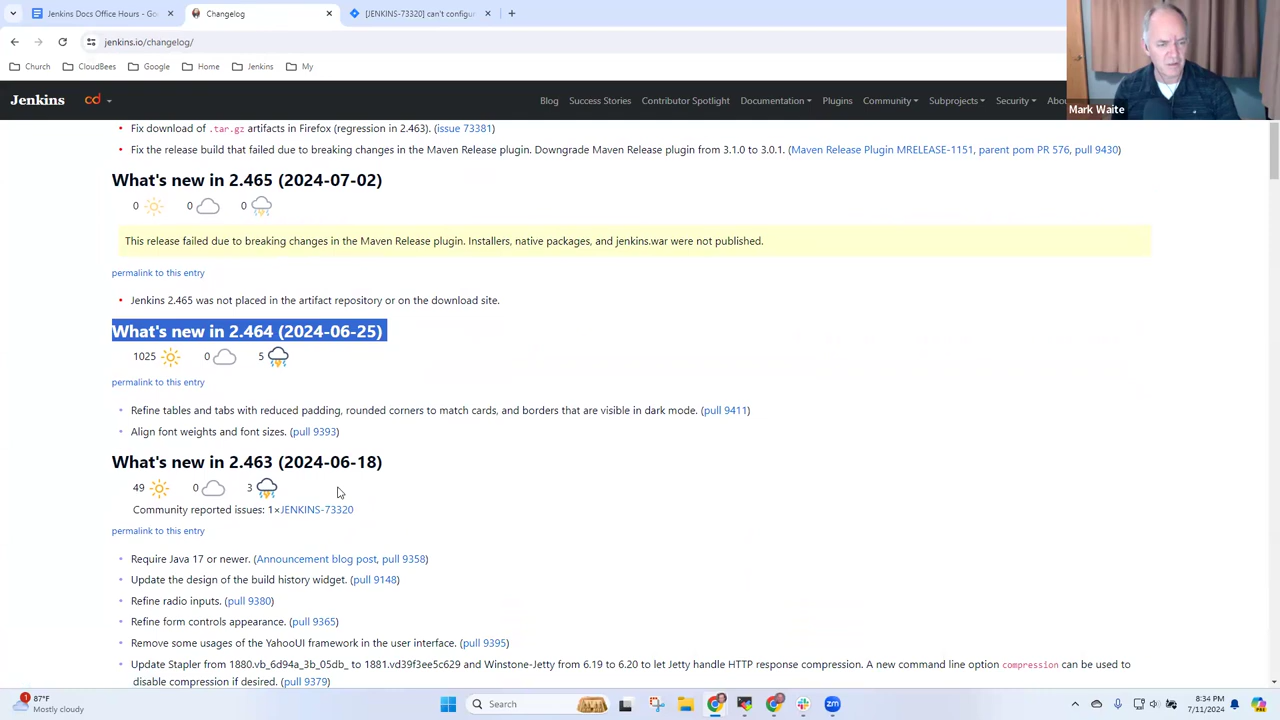 Jenkins Docs Office Hours - Go
Changelog
[JENKINS-73320] can't configur
jenkins.io/changelog/
Church
CloudBees
Google
Home
Jenkins
My
Mark Waite
Jenkins
cd
Blog
Success Stories
Contributor Spotlight
Documentation
Plugins
Community
Subprojects
Security
Abou
Fix download of .tar.gz artifacts in Firefox (regression in 2.463). (issue 73381)
Fix the release build that failed due to breaking changes in the Maven Release plugin. Downgrade Maven Release plugin from 3.1.0 to 3.0.1. (Maven Release Plugin MRELEASE-1151, parent pom PR 576, pull 9430)
What's new in 2.465 (2024-07-02)
0 0 0
This release failed due to breaking changes in the Maven Release plugin. Installers, native packages, and jenkins.war were not published.
permalink to this entry
Jenkins 2.465 was not placed in the artifact repository or on the download site.
What's new in 2.464 (2024-06-25)
1025 0 5
permalink to this entry
Refine tables and tabs with reduced padding, rounded corners to match cards, and borders that are visible in dark mode. (pull 9411)
Align font weights and font sizes. (pull 9393)
What's new in 2.463 (2024-06-18)
49 0 3
Community reported issues: 1×JENKINS-73320
permalink to this entry
Require Java 17 or newer. (Announcement blog post, pull 9358)
Update the design of the build history widget. (pull 9148)
Refine radio inputs. (pull 9380)
Refine form controls appearance. (pull 9365)
Remove some usages of the YahooUI framework in the user interface. (pull 9395)
Update Stapler from 1880.vb_6d94a_3b_05db_ to 1881.vd39f3ee5c629 and Winstone-Jetty from 6.19 to 6.20 to let Jetty handle HTTP response compression. A new command line option compression can be used to
disable compression if desired. (pull 9379)
1
87°F
Mostly cloudy
Search
zm
8:34 PM
7/11/2024